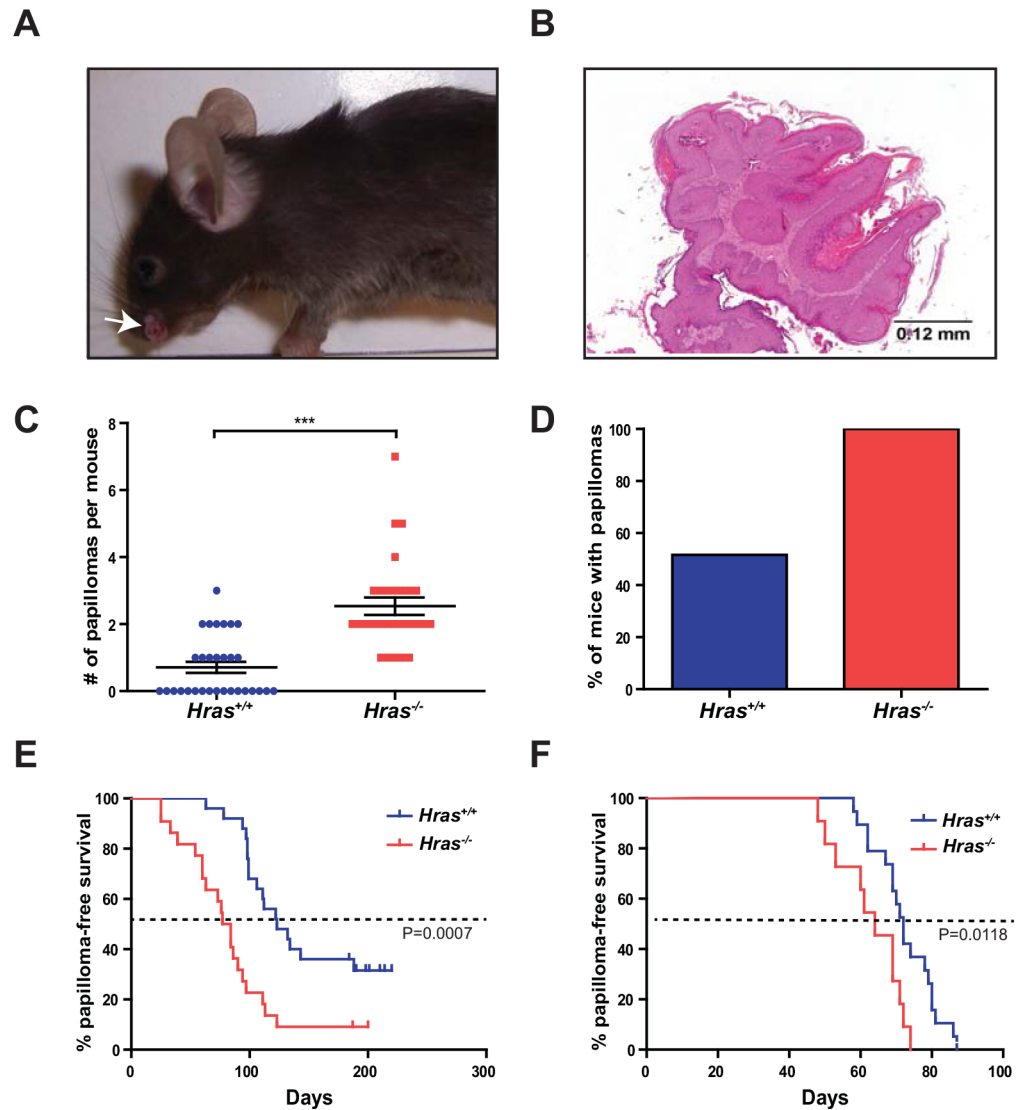 A
B
0.12 mm
C
# of papillomas per mouse
8
6
4
2
0
***
Hras+/+
Hras-/-
D
% of mice with papillomas
100
80
60
40
20
0
Hras+/+
Hras-/-
E
% papilloma-free survival
100
80
60
40
20
0
Hras+/+
Hras-/-
P=0.0007
0
100
200
300
Days
F
% papilloma-free survival
100
80
60
40
20
0
Hras+/+
Hras-/-
P=0.0118
0
20
40
60
80
100
Days